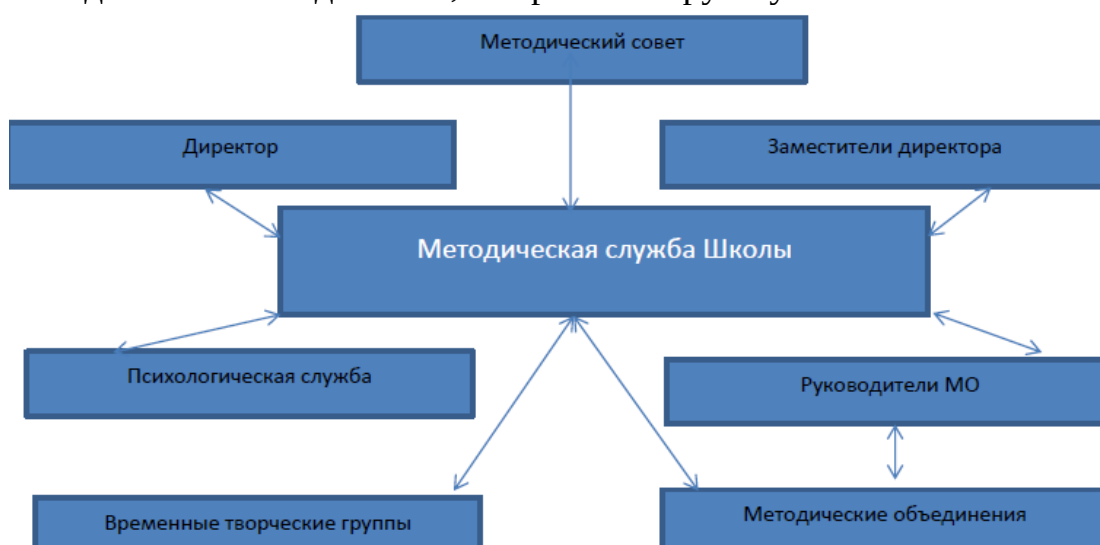 Методический совет
Директор
Заместители директора
Методическая служба Школы
Психологическая служба
Руководители МО
Временные творческие группы
Методические объединения